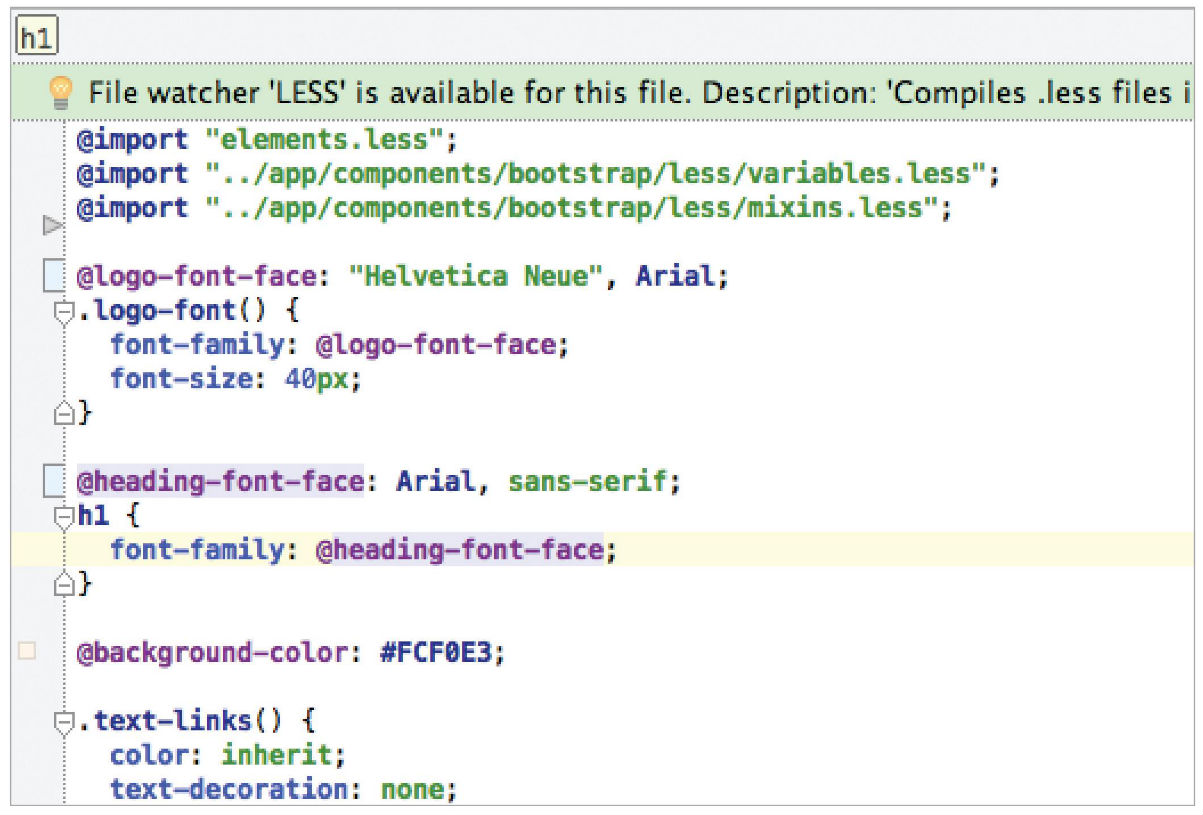 h1
File watcher 'LESS' is available for this file. Description: 'Compiles .less files i
@import "elements.less";
@import "../app/components/bootstrap/less/variables.less";
@import "../app/components/bootstrap/less/mixins.less";
@logo-font-face: "Helvetica Neue", Arial;
.logo-font() {
font-family: @logo-font-face;
font-size: 40px;
}
@heading-font-face: Arial, sans-serif;
h1 {
font-family: @heading-font-face;
}
@background-color: #FCF0E3;
.text-links() {
color: inherit;
text-decoration: none;